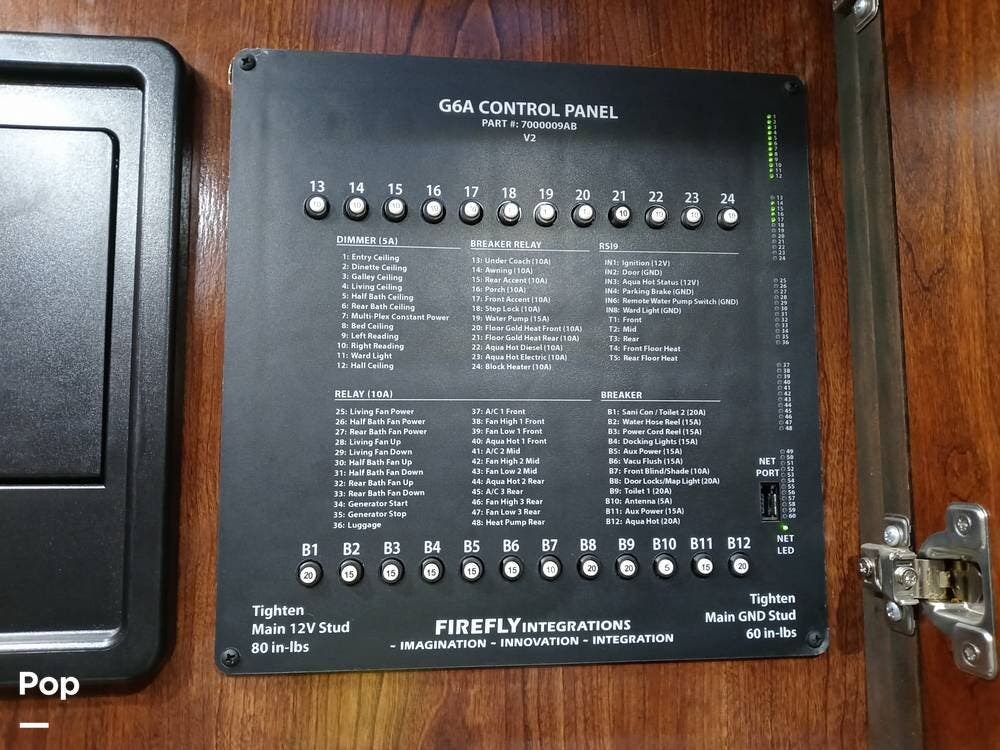 G6A CONTROL PANEL
PART #: 7000009AB
V2
13 14 15 16 17 18 19 20 21 22 23 24
10 10 10
DIMMER (5A)
1: Entry Ceiling
2: Dinette Ceiling
3: Galley Ceiling
4: Living Ceiling
5: Half Bath Ceiling
6: Rear Bath Ceiling
7: Multi-Plex Constant Power
8: Bed Ceiling
9: Left Reading
10: Right Reading
11: Ward Light
12: Hall Ceiling
BREAKER RELAY
13: Under Coach (10A)
14: Awning (10A)
15: Rear Accent (10A)
16: Porch (10A)
17: Front Accent (10A)
18: Step Lock (10A)
19: Water Pump (15A)
20: Floor Gold Heat Front (10A)
21: Floor Gold Heat Rear (10A)
22: Aqua Hot Diesel (10A)
23: Aqua Hot Electric (10A)
24: Block Heater (10A)
RSI9
IN1: Ignition (12V)
IN2: Door (GND)
IN3: Aqua Hot Status (12V)
IN4: Parking Brake (GND)
IN6: Remote Water Pump Switch (GND)
IN8: Ward Light (GND)
T1: Front
T2: Mid
T3: Rear
T4: Front Floor Heat
T5: Rear Floor Heat
RELAY (10A)
25: Living Fan Power
26: Half Bath Fan Power
27: Rear Bath Fan Power
28: Living Fan Up
29: Living Fan Down
30: Half Bath Fan Up
31: Half Bath Fan Down
32: Rear Bath Fan Up
33: Rear Bath Fan Down
34: Generator Start
35: Generator Stop
36: Luggage
37: A/C 1 Front
38: Fan High 1 Front
39: Fan Low 1 Front
40: Aqua Hot 1 Front
41: A/C 2 Mid
42: Fan High 2 Mid
43: Fan Low 2 Mid
44: Aqua Hot 2 Rear
45: A/C 3 Rear
46: Fan High 3 Rear
47: Fan Low 3 Rear
48: Heat Pump Rear
BREAKER
B1: Sani Con / Toilet 2 (20A)
B2: Water Hose Reel (15A)
B3: Power Cord Reel (15A)
B4: Docking Lights (15A)
B5: Aux Power (15A)
B6: Vacu Flush (15A)
B7: Front Blind/Shade (10A)
B8: Door Locks/Map Light (20A)
B9: Toilet 1 (20A)
B10: Antenna (5A)
B11: Aux Power (15A)
B12: Aqua Hot (20A)
NET
PORT
NET
LED
B1 B2 B3 B4 B5 B6 B7 B8 B9 B10 B11 B12
20 15 15 15 15 15 10 20 20 5 15 20
Tighten
Main 12V Stud
80 in-lbs
FIREFLY INTEGRATIONS
~ IMAGINATION ~ INNOVATION ~ INTEGRATION
Tighten
Main GND Stud
60 in-lbs
Pop